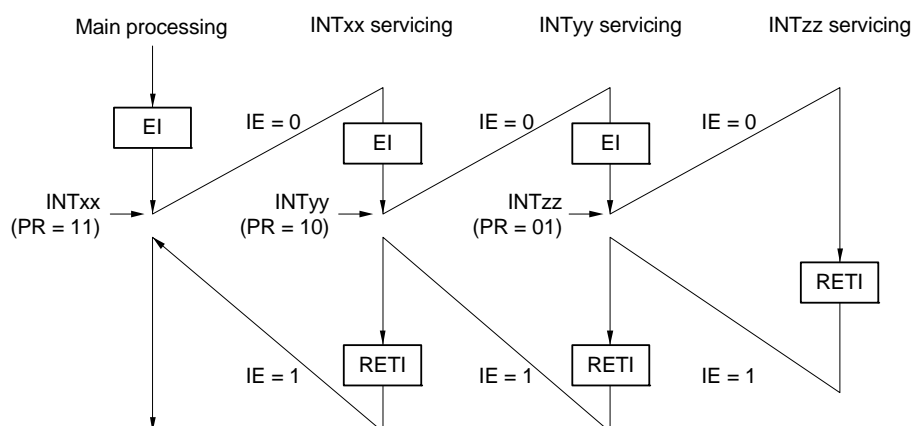 Main processing
INTxx servicing
INTyy servicing
INTzz servicing
EI
IE = 0
EI
IE = 0
EI
IE = 0
INTxx
(PR = 11)
INTyy
(PR = 10)
INTzz
(PR = 01)
RETI
IE = 1
RETI
IE = 1
RETI
IE = 1